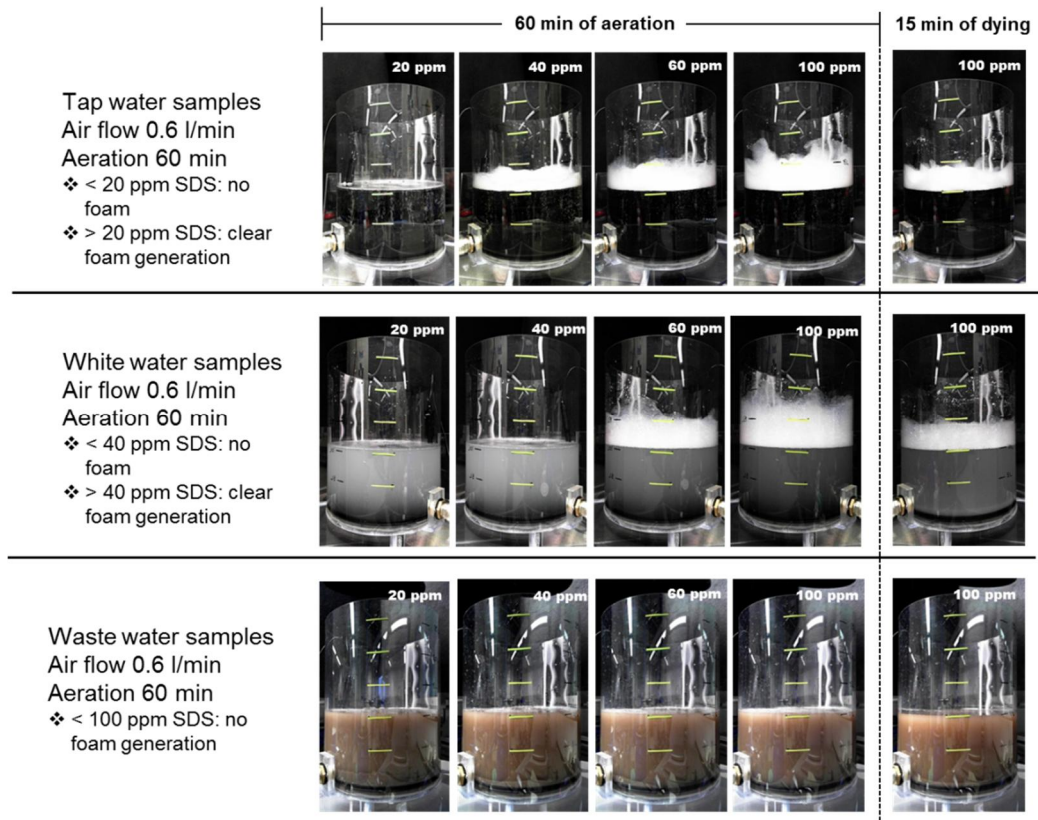 60 min of aeration
15 min of dying
Tap water samples
Air flow 0.6 l/min
Aeration 60 min
❖ < 20 ppm SDS: no
foam
❖ > 20 ppm SDS: clear
foam generation
20 ppm
40 ppm
60 ppm
100 ppm
100 ppm
White water samples
Air flow 0.6 l/min
Aeration 60 min
❖ < 40 ppm SDS: no
foam
❖ > 40 ppm SDS: clear
foam generation
20 ppm
40 ppm
60 ppm
100 ppm
100 ppm
Waste water samples
Air flow 0.6 l/min
Aeration 60 min
❖ < 100 ppm SDS: no
foam generation
20 ppm
40 ppm
60 ppm
100 ppm
100 ppm